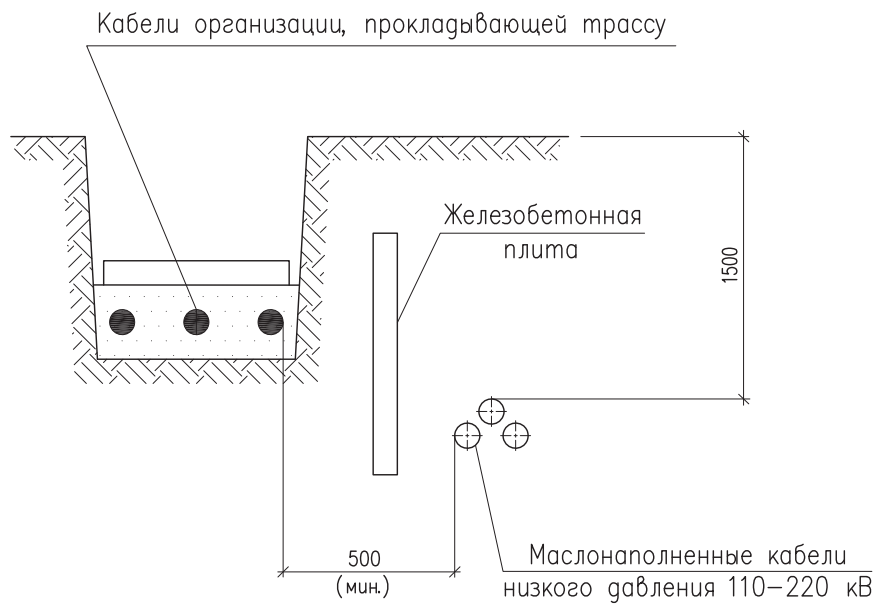 Кабели организации, прокладывающей трассу
Железобетонная
плита
1500
500
(мин.)
Маслонаполненные кабели
низкого давления 110-220 кВ